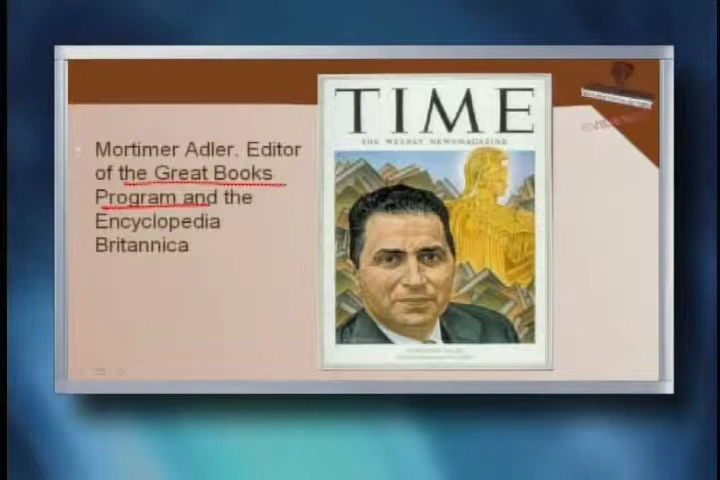 Mortimer Adler. Editor
of the Great Books
Program and the
Encyclopedia
Britannica
TIME
THE WEEKLY NEWSMAGAZINE